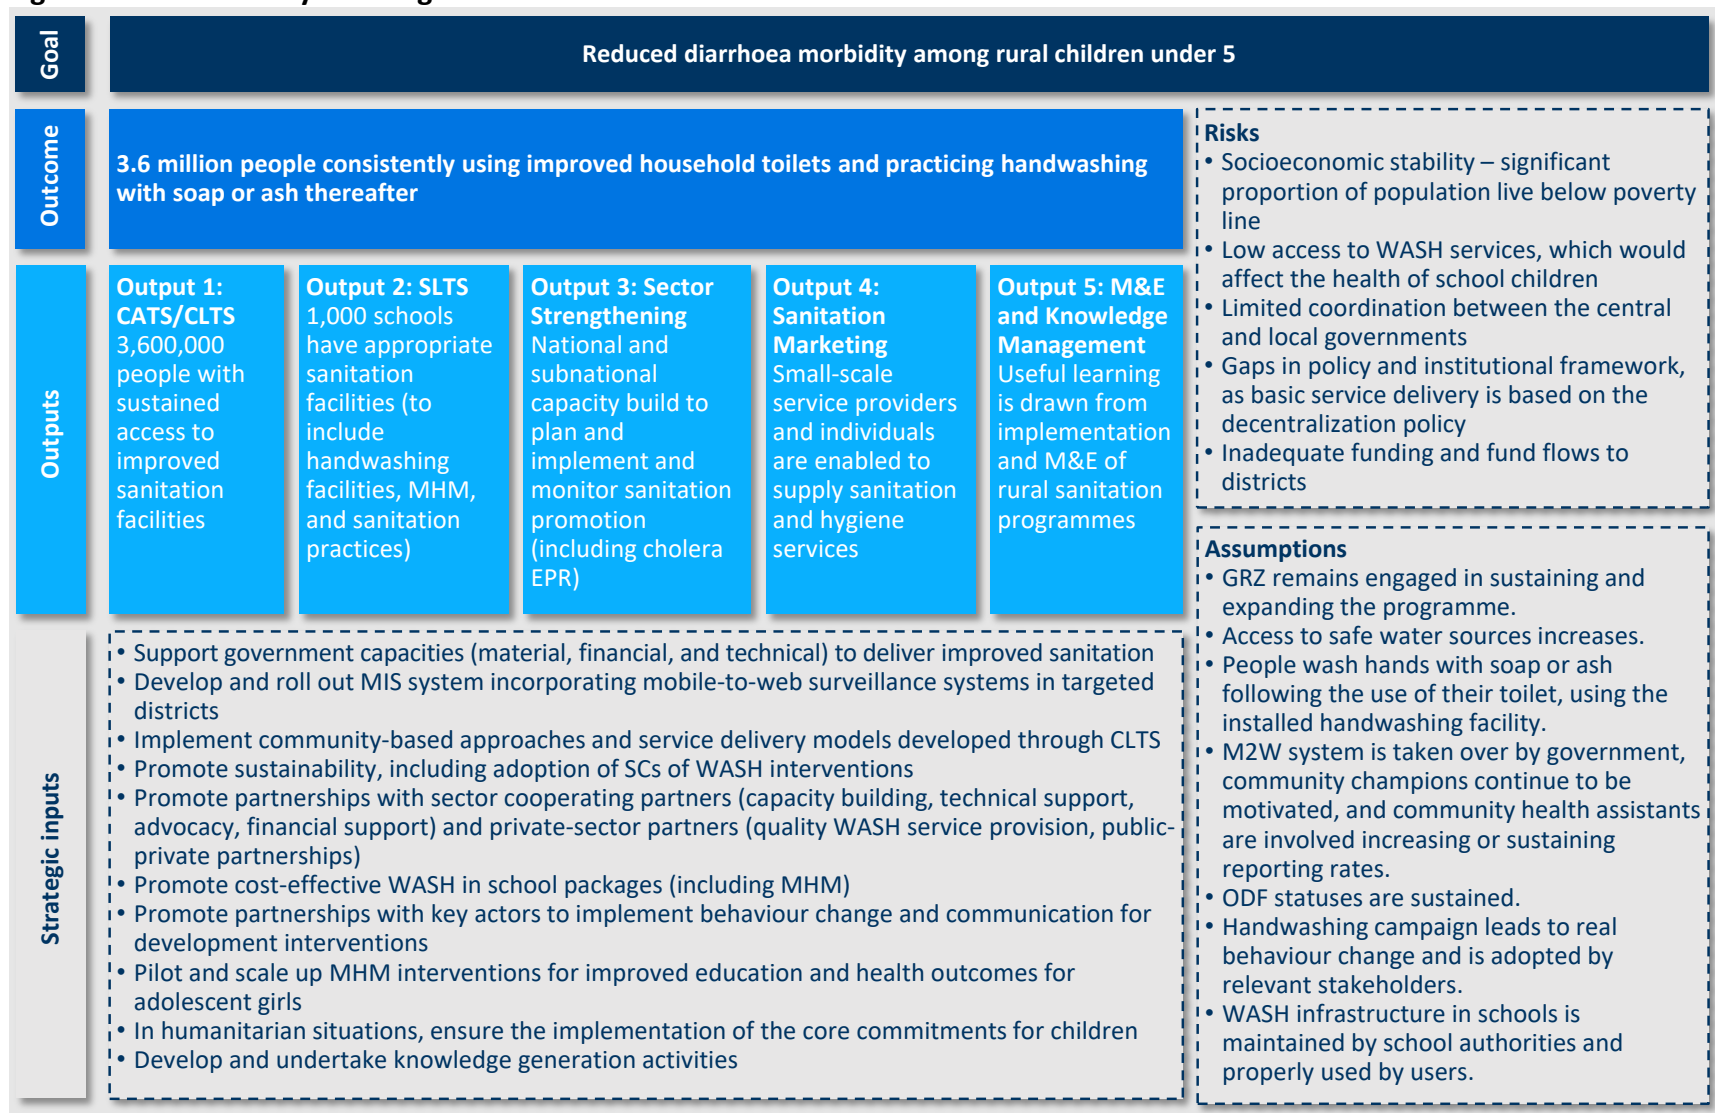 Goal
Reduced diarrhoea morbidity among rural children under 5
Outcome
3.6 million people consistently using improved household toilets and practicing handwashing
with soap or ash thereafter
Outputs
Output 1:
CATS/CLTS
3,600,000
people with
sustained
access to
improved
sanitation
facilities
Output 2: SLTS
1,000 schools
have appropriate
sanitation
facilities (to
include
handwashing
facilities, MHM,
and sanitation
practices)
Output 3: Sector
Strengthening
National and
subnational
capacity build to
plan and
implement and
monitor sanitation
promotion
(including cholera
EPR)
Output 4:
Sanitation
Marketing
Small-scale
service providers
and individuals
are enabled to
supply sanitation
and hygiene
services
Output 5: M&E
and Knowledge
Management
Useful learning
is drawn from
implementation
and M&E of
rural sanitation
programmes
Strategic inputs
• Support government capacities (material, financial, and technical) to deliver improved sanitation
• Develop and roll out MIS system incorporating mobile-to-web surveillance systems in targeted
districts
• Implement community-based approaches and service delivery models developed through CLTS
• Promote sustainability, including adoption of SCs of WASH interventions
• Promote partnerships with sector cooperating partners (capacity building, technical support,
advocacy, financial support) and private-sector partners (quality WASH service provision, public-
private partnerships)
• Promote cost-effective WASH in school packages (including MHM)
• Promote partnerships with key actors to implement behaviour change and communication for
development interventions
• Pilot and scale up MHM interventions for improved education and health outcomes for
adolescent girls
• In humanitarian situations, ensure the implementation of the core commitments for children
• Develop and undertake knowledge generation activities
Risks
• Socioeconomic stability – significant
proportion of population live below poverty
line
• Low access to WASH services, which would
affect the health of school children
• Limited coordination between the central
and local governments
• Gaps in policy and institutional framework,
as basic service delivery is based on the
decentralization policy
• Inadequate funding and fund flows to
districts
Assumptions
• GRZ remains engaged in sustaining and
expanding the programme.
• Access to safe water sources increases.
• People wash hands with soap or ash
following the use of their toilet, using the
installed handwashing facility.
• M2W system is taken over by government,
community champions continue to be
motivated, and community health assistants
are involved increasing or sustaining
reporting rates.
• ODF statuses are sustained.
• Handwashing campaign leads to real
behaviour change and is adopted by
relevant stakeholders.
• WASH infrastructure in schools is
maintained by school authorities and
properly used by users.